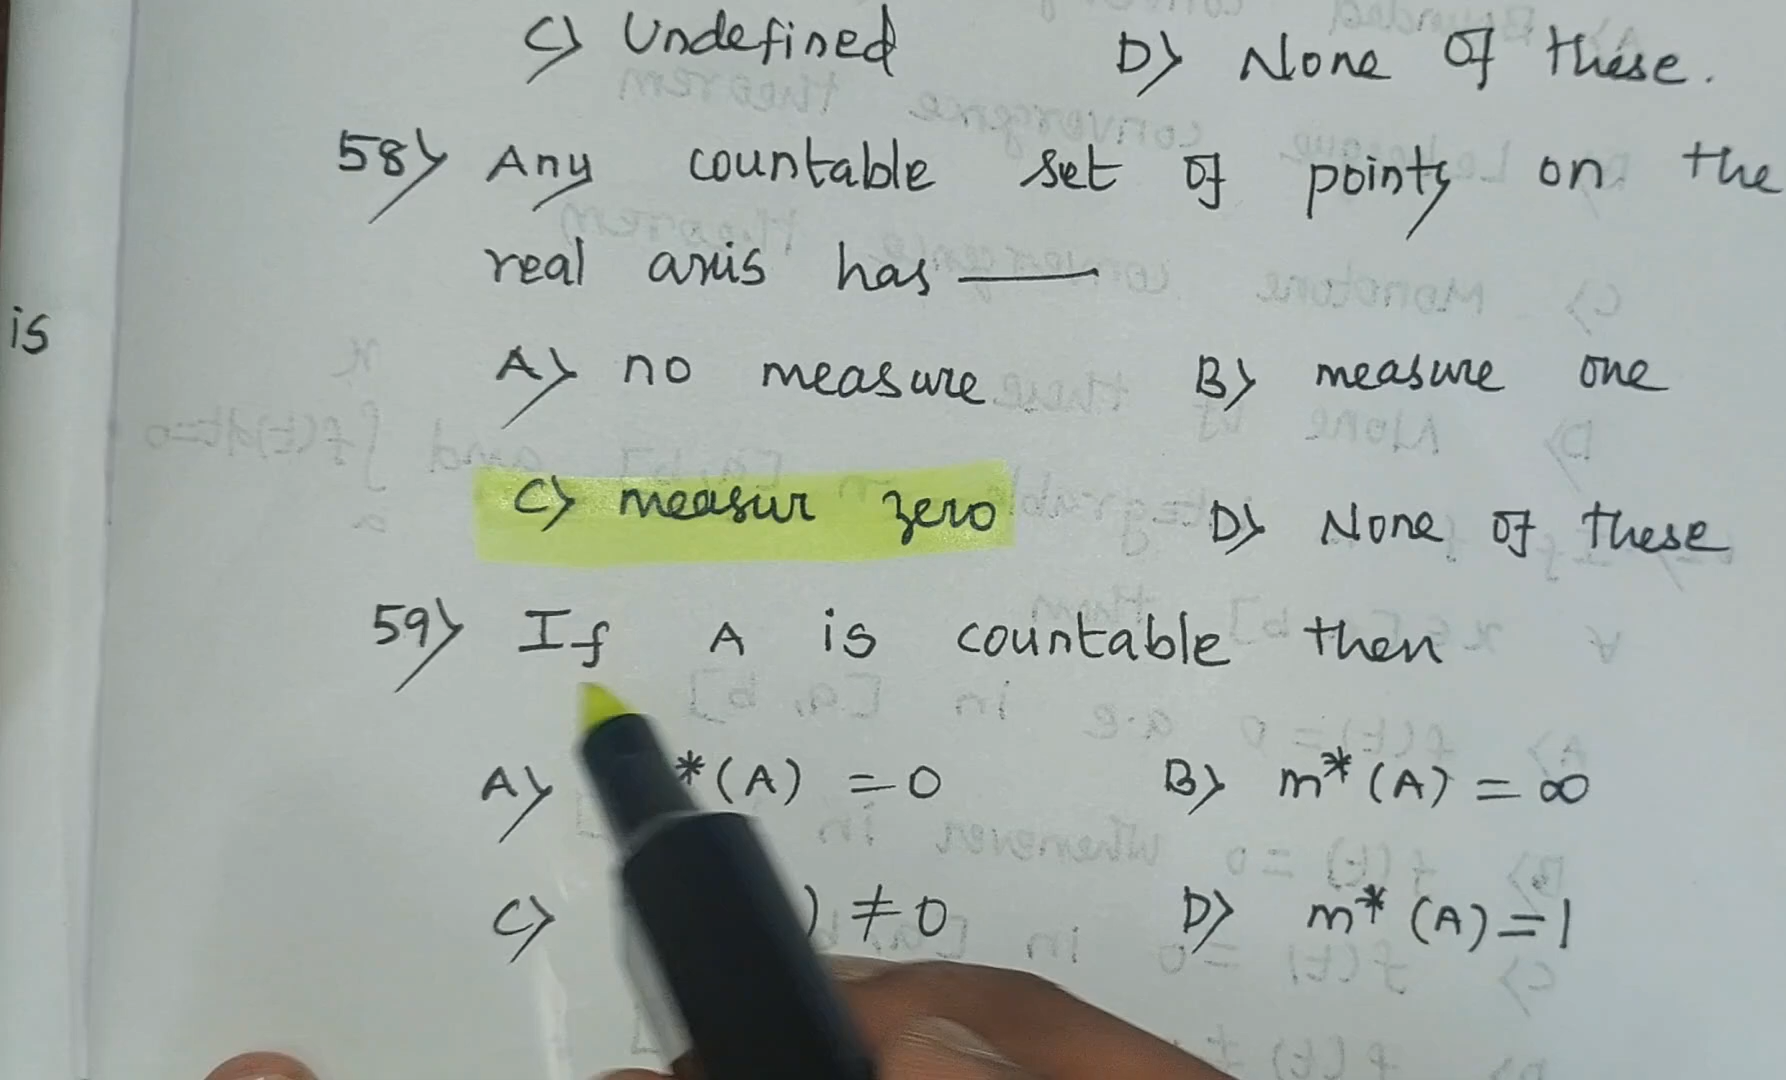 C) Undefined D) None of these.
58) Any countable set of points on the
real axis has ___
is
A) no measure B) measure one
C) measur zero D) None of these
59) If A is countable then
A) *(A) = 0 B) m*(A) = ∞
C) ) ≠ 0 D) m*(A) = 1